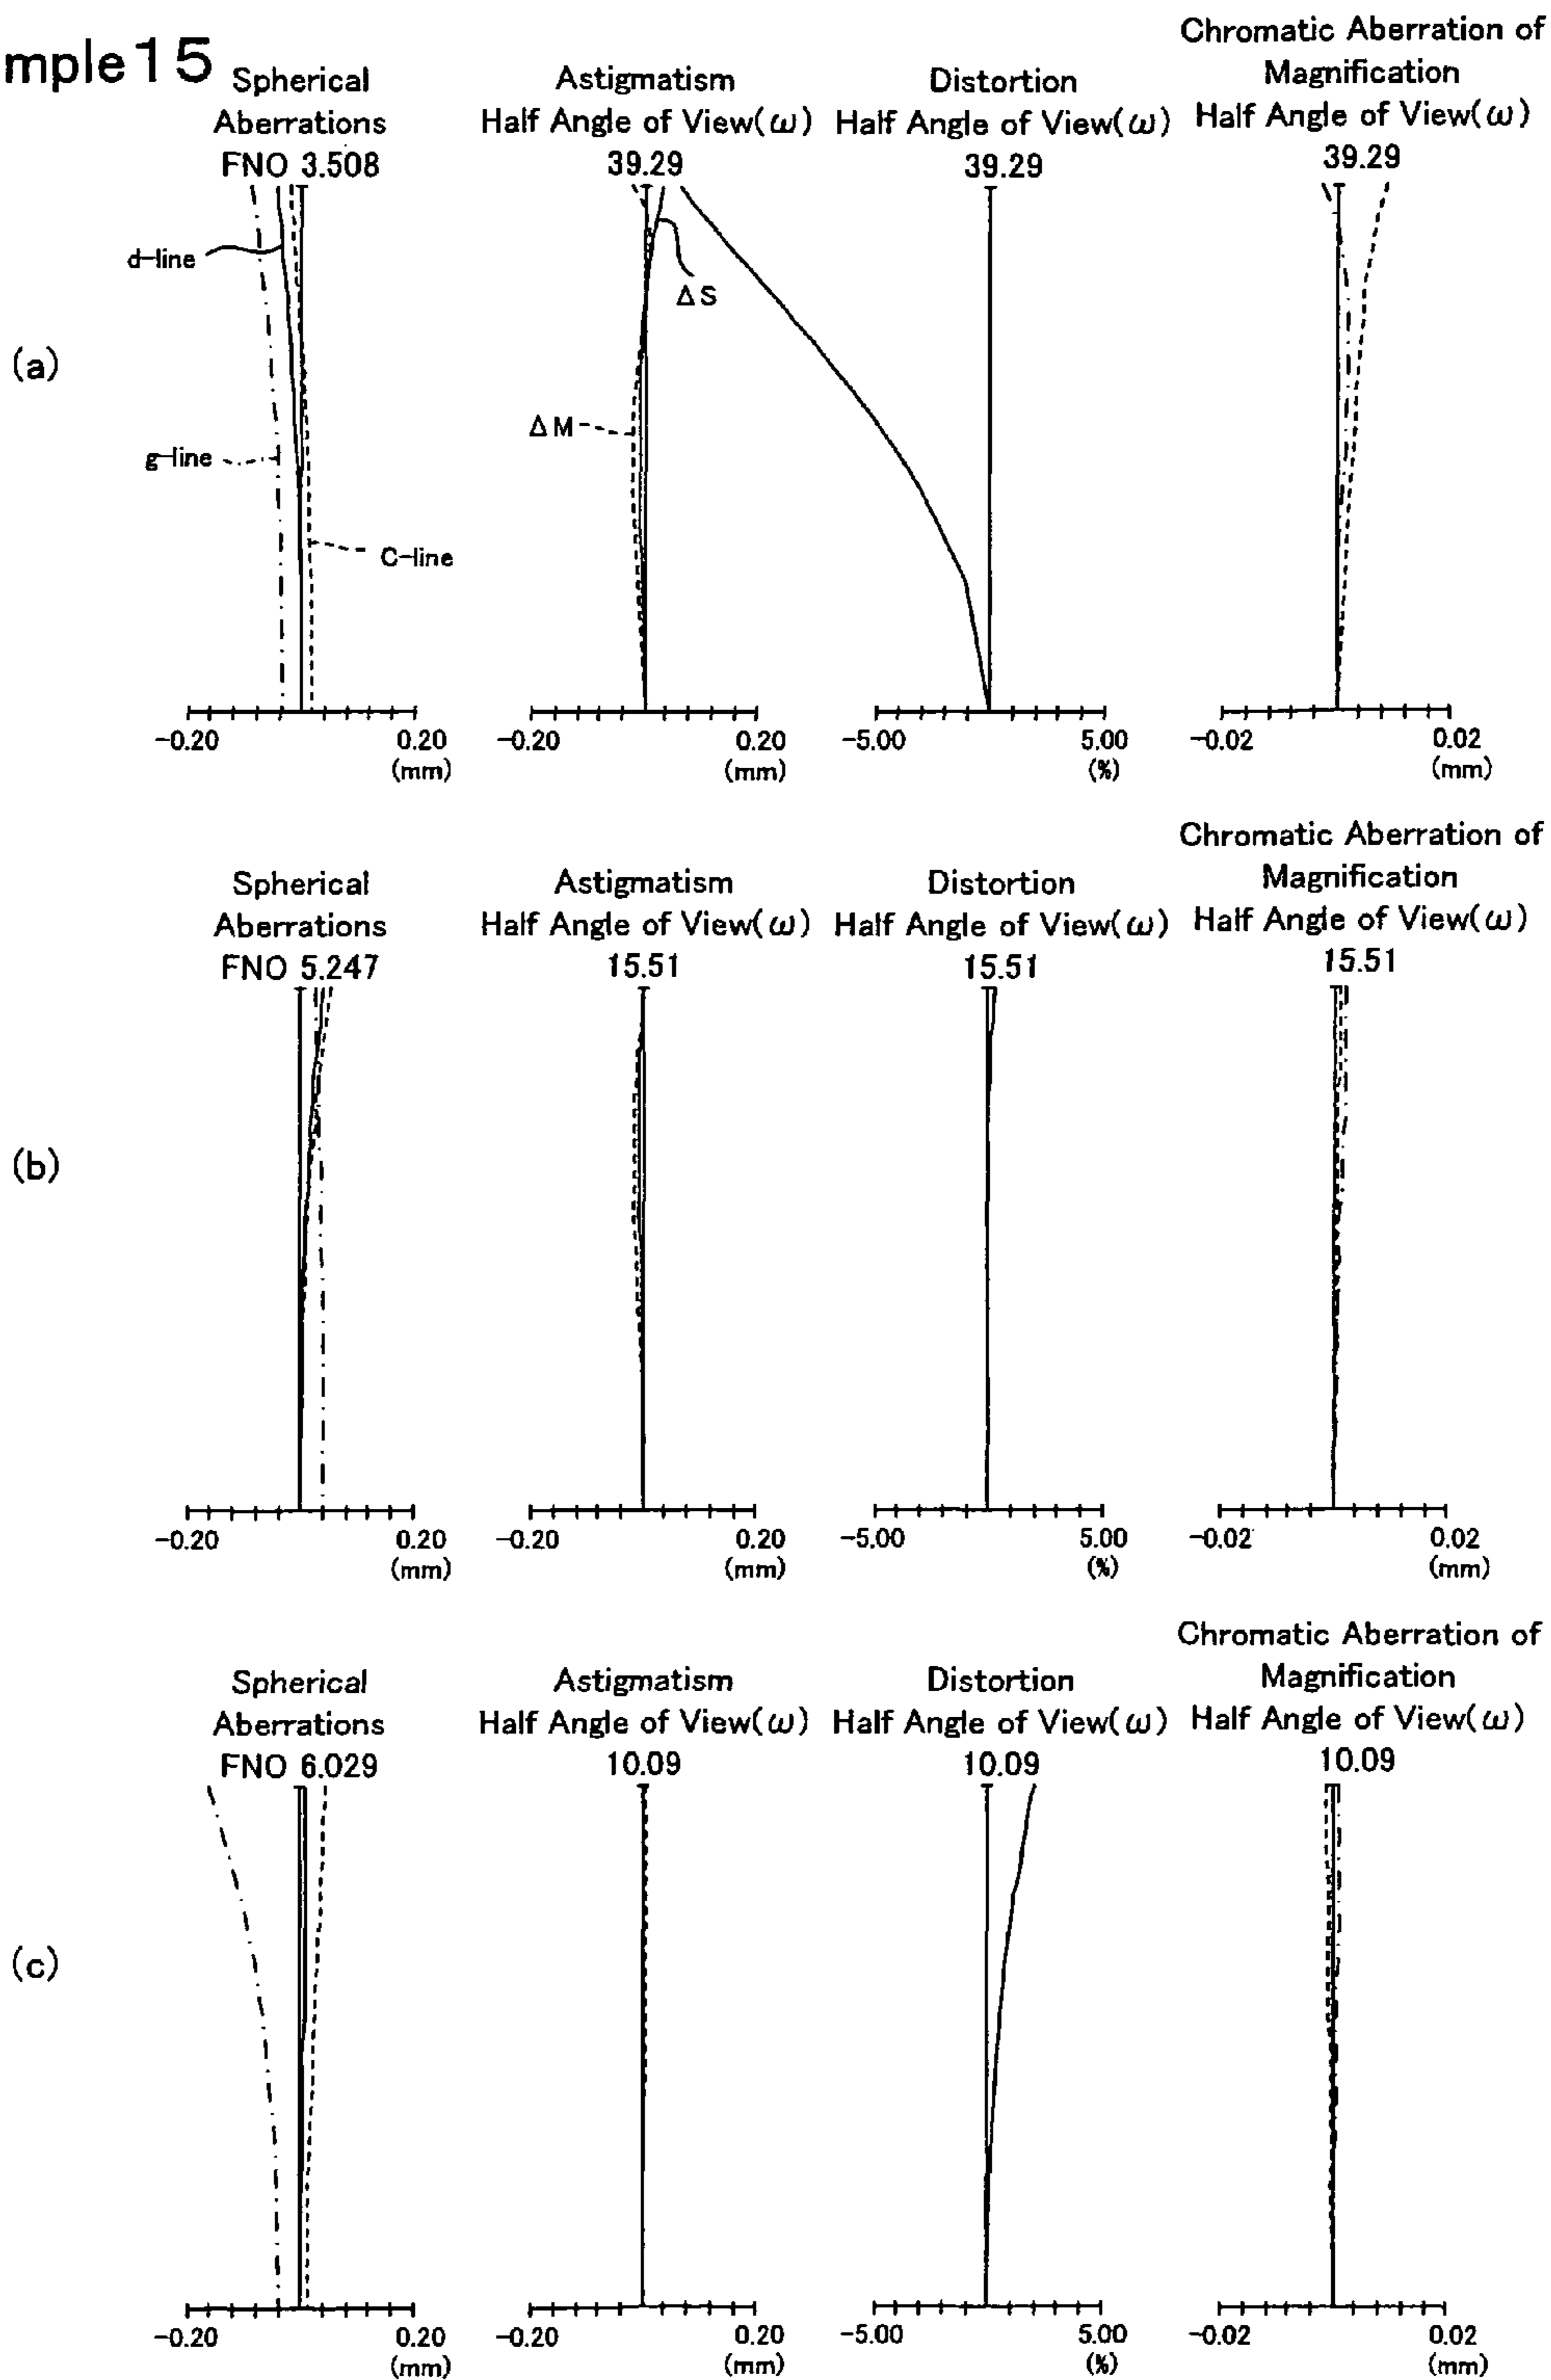 mple15
Spherical
Aberrations
FNO 3.508
Astigmatism
Half Angle of View(ω)
39.29
Distortion
Half Angle of View(ω)
39.29
Chromatic Aberration of
Magnification
Half Angle of View(ω)
39.29
(a)
d-line
g-line
C-line
ΔS
ΔM
-0.20 0.20
(mm)
-0.20 0.20
(mm)
-5.00 5.00
(%)
-0.02 0.02
(mm)
Spherical
Aberrations
FNO 5.247
Astigmatism
Half Angle of View(ω)
15.51
Distortion
Half Angle of View(ω)
15.51
Chromatic Aberration of
Magnification
Half Angle of View(ω)
15.51
(b)
-0.20 0.20
(mm)
-0.20 0.20
(mm)
-5.00 5.00
(%)
-0.02 0.02
(mm)
Spherical
Aberrations
FNO 6.029
Astigmatism
Half Angle of View(ω)
10.09
Distortion
Half Angle of View(ω)
10.09
Chromatic Aberration of
Magnification
Half Angle of View(ω)
10.09
(c)
-0.20 0.20
(mm)
-0.20 0.20
(mm)
-5.00 5.00
(%)
-0.02 0.02
(mm)